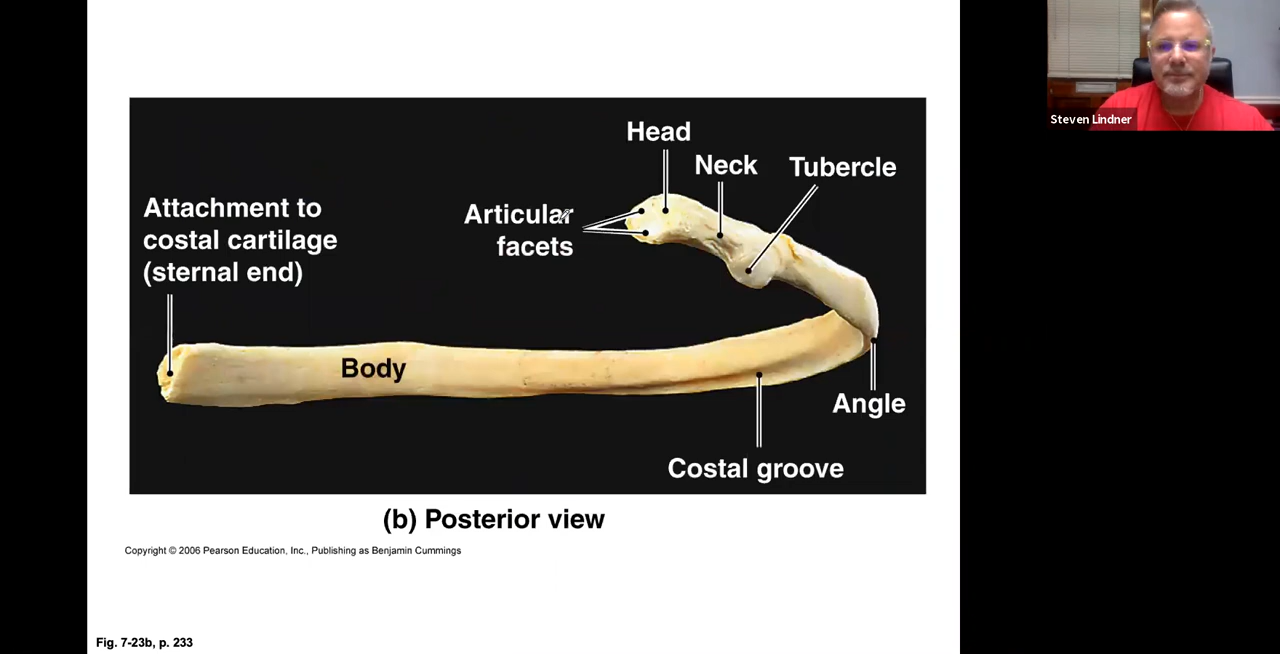 Steven Lindner
Head
Neck
Tubercle
Attachment to
costal cartilage
(sternal end)
Articular
facets
Body
Angle
Costal groove
(b) Posterior view
Copyright © 2006 Pearson Education, Inc., Publishing as Benjamin Cummings
Fig. 7-23b, p. 233